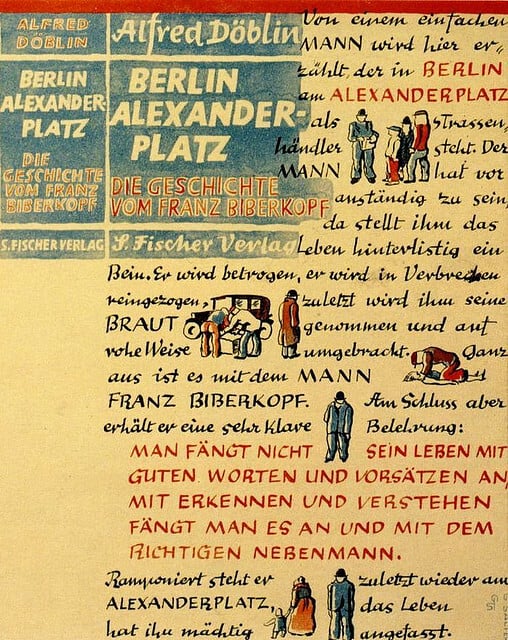 ALFRED
DÖBLIN
BERLIN
ALEXANDER
PLATZ
DIE
GESCHICHTE
VOM FRANZ
BIBERKOPF
S. FISCHER VERLAG
Alfred Döblin
BERLIN
ALEXANDER-
PLATZ
DIE GESCHICHTE
VOM FRANZ BIBERKOPF
S. Fischer Verlag
Von einem einfachen
MANN wird hier er-
zählt, der in BERLIN
am ALEXANDERPLATZ
als strassen,
händler steht. Der
MANN hat vor
anständig zu sein,
da stellt ihm das
Leben hinterlistig ein
Bein. Er wird betrogen, er wird in Verbrechen
reingezogen, zuletzt wird ihm seine
BRAUT genommen und auf
rohe Weise umgebracht. Ganz
aus ist es mit dem MANN
FRANZ BIBERKOPF. Am Schluss aber
erhält er eine sehr klare Belehrung:
MAN FÄNGT NICHT SEIN LEBEN MIT
GUTEN WORTEN UND VORSÄTZEN AN,
MIT ERKENNEN UND VERSTEHEN
FÄNGT MAN ES AN UND MIT DEM
RICHTIGEN NEBENMANN.
Ramponiert steht er zuletzt wieder am
ALEXANDERPLATZ, das Leben
hat ihn mächtig angefasst.